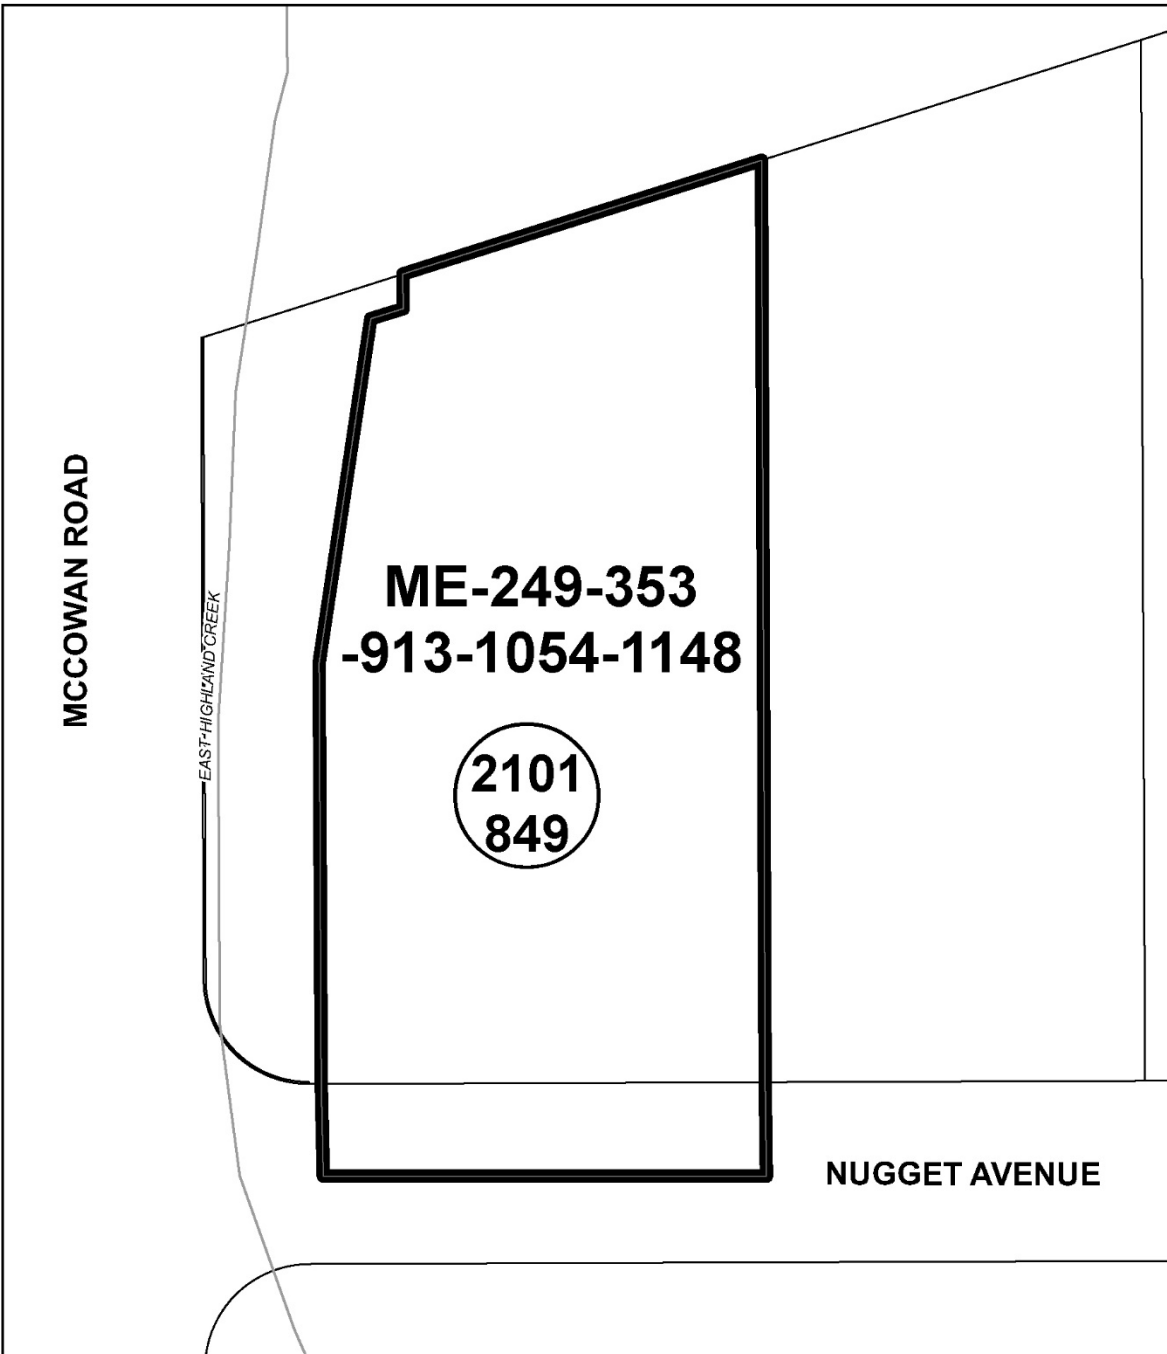 MCCOWAN ROAD
EAST HIGHLAND CREEK
ME-249-353
-913-1054-1148
2101
849
NUGGET AVENUE